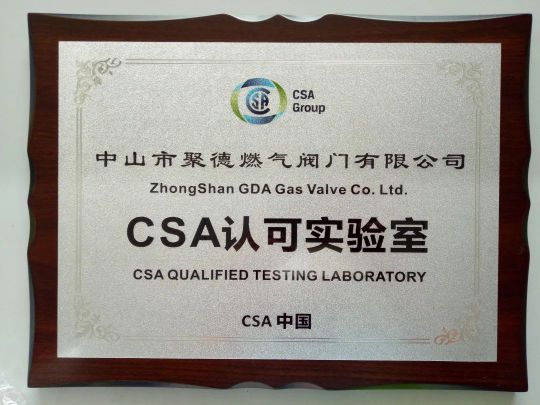 CSA
CSA
Group
中山市聚德燃气阀门有限公司
ZhongShan GDA Gas Valve Co. Ltd.
CSA认可实验室
CSA QUALIFIED TESTING LABORATORY
CSA 中国